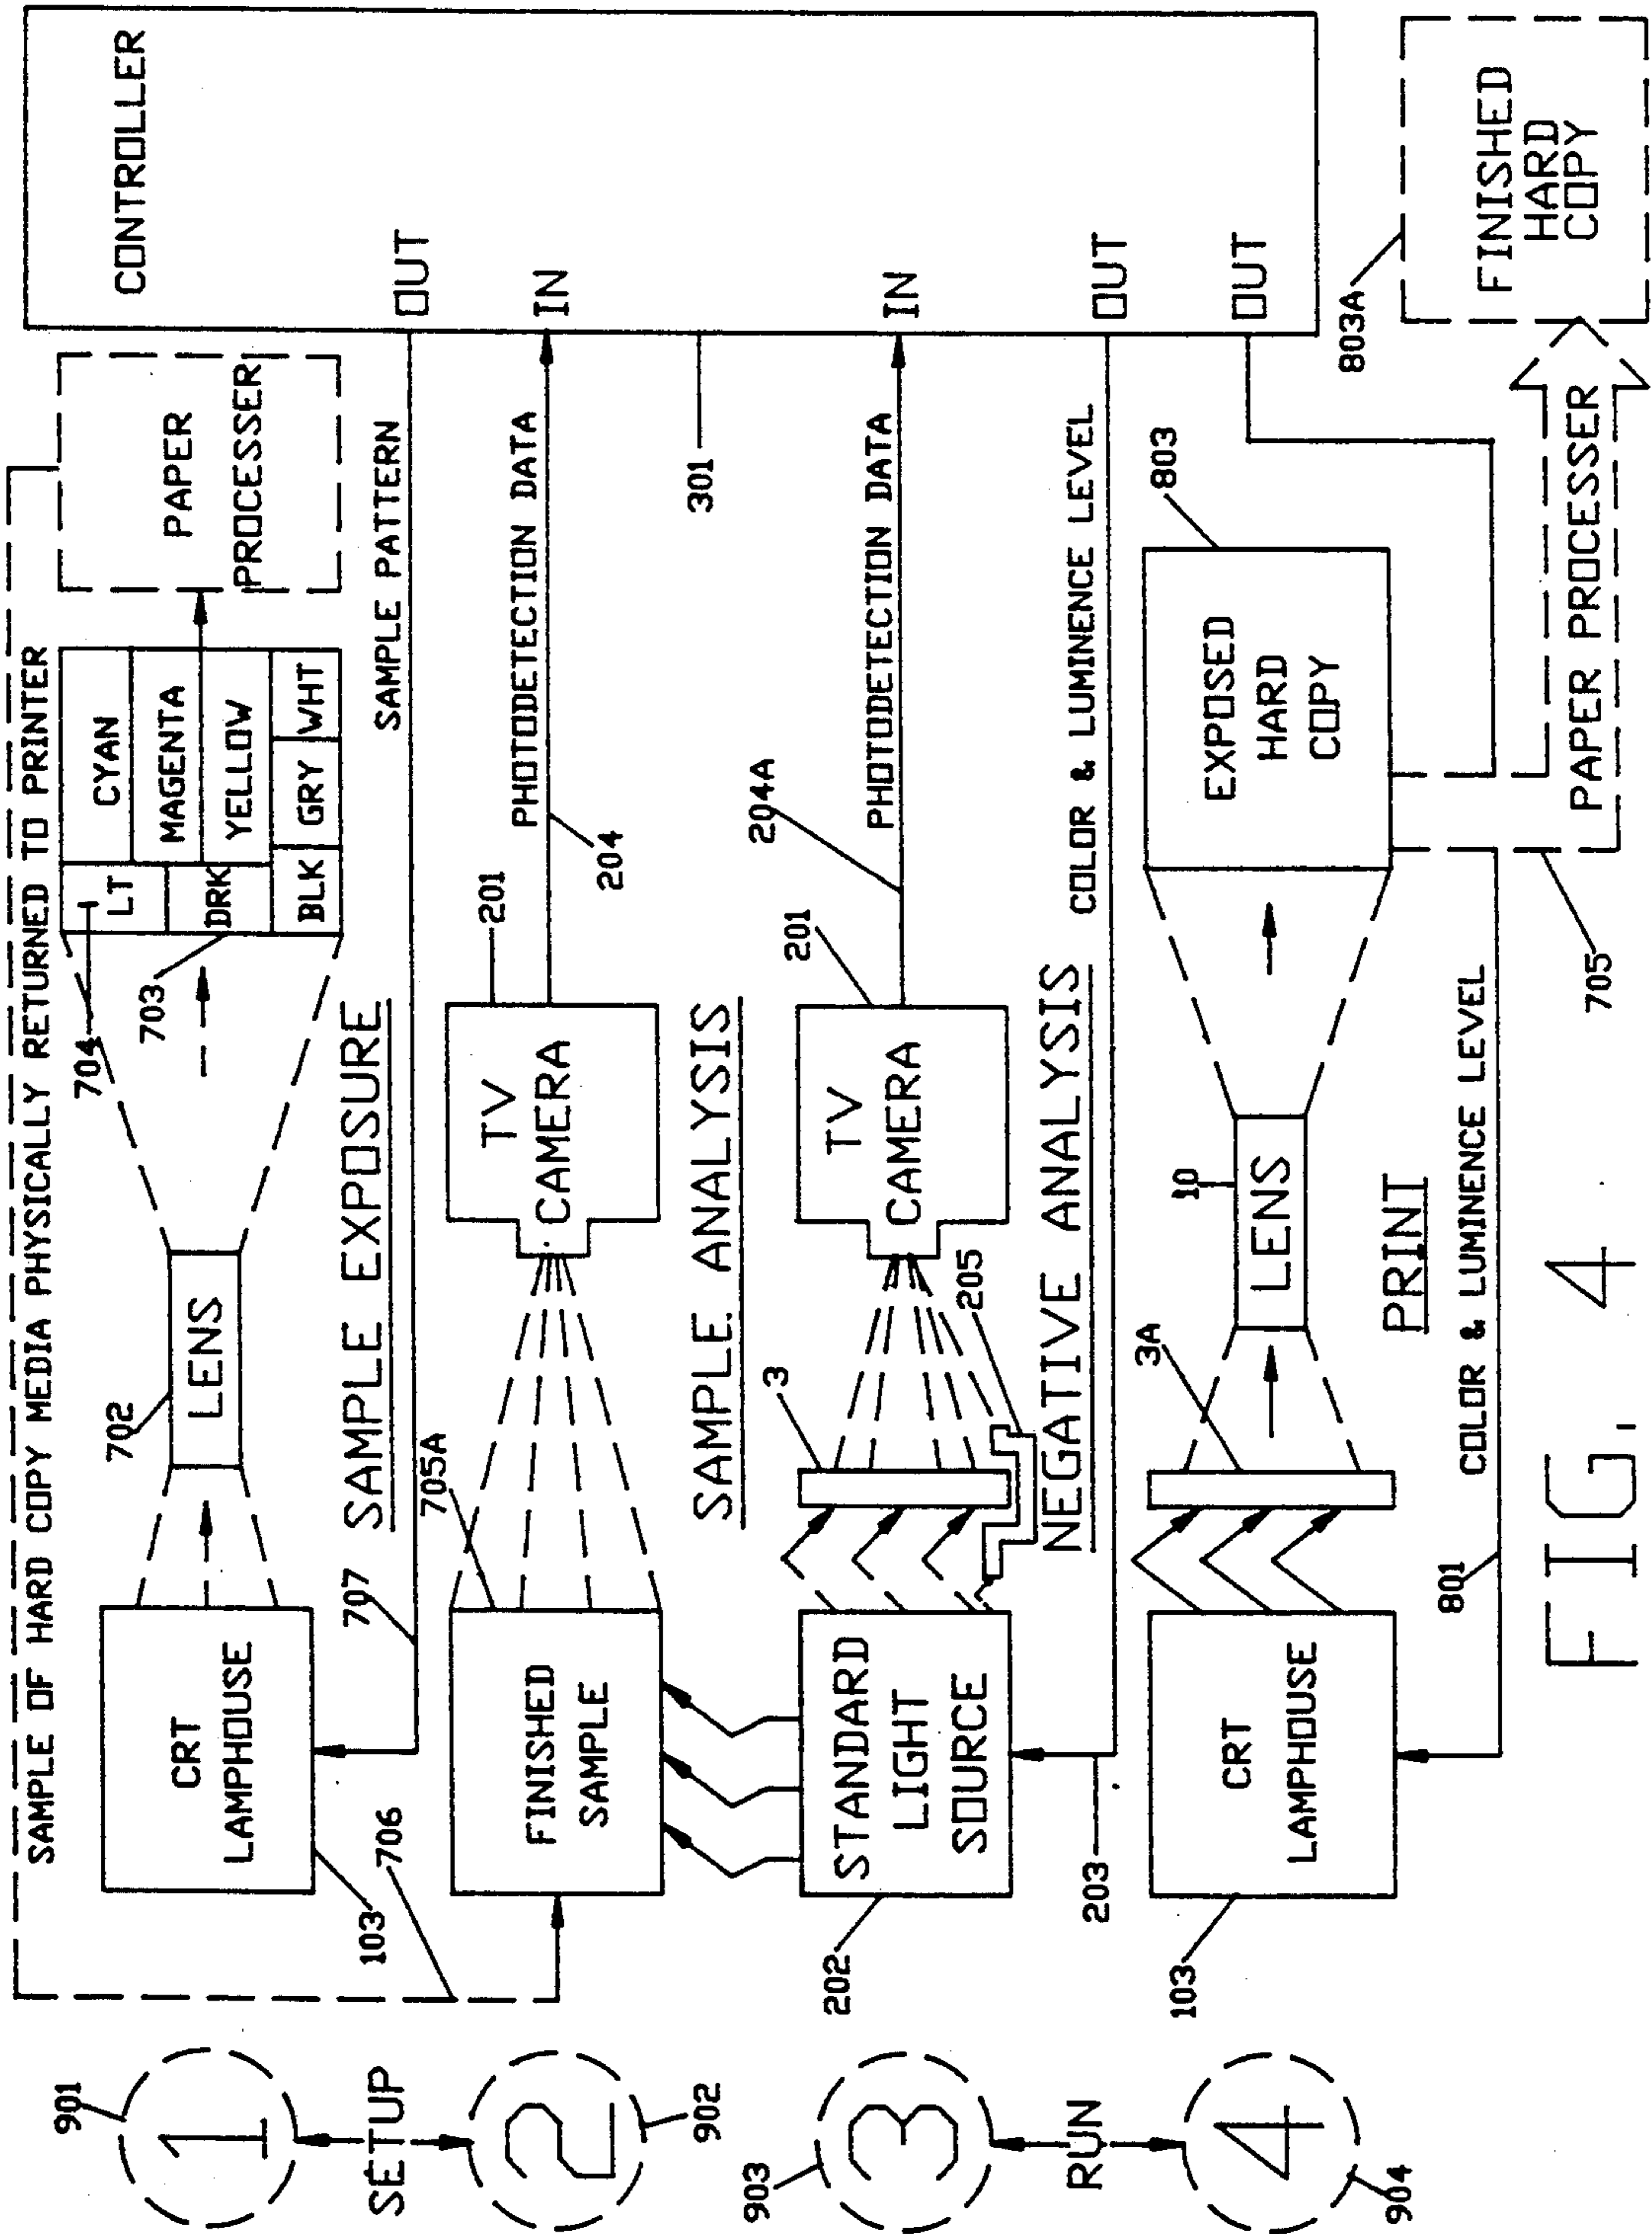 SAMPLE OF HARD COPY MEDIA PHYSICALLY RETURNED TO PRINTER
901
1
SETUP
2
902
903
3
RUN
4
904
103
706
CRT
LAMPHOUSE
702
LENS
704
703
LT
DRK
CYAN
MAGENTA
YELLOW
BLK
GRY
WHT
PAPER
PROCESSER
CONTROLLER
707
SAMPLE EXPOSURE
SAMPLE PATTERN
OUT
705A
FINISHED
SAMPLE
TV
CAMERA
201
204
PHOTODETECTION DATA
IN
SAMPLE ANALYSIS
301
202
STANDARD
LIGHT
SOURCE
3
TV
CAMERA
201
204A
PHOTODETECTION DATA
IN
205
203
NEGATIVE ANALYSIS
COLOR & LUMINENCE LEVEL
OUT
103
CRT
LAMPHOUSE
3A
10
LENS
EXPOSED
HARD
COPY
803
OUT
803A
FINISHED
HARD
COPY
PRINT
801
COLOR & LUMINENCE LEVEL
705
PAPER PROCESSER
FIG. 4